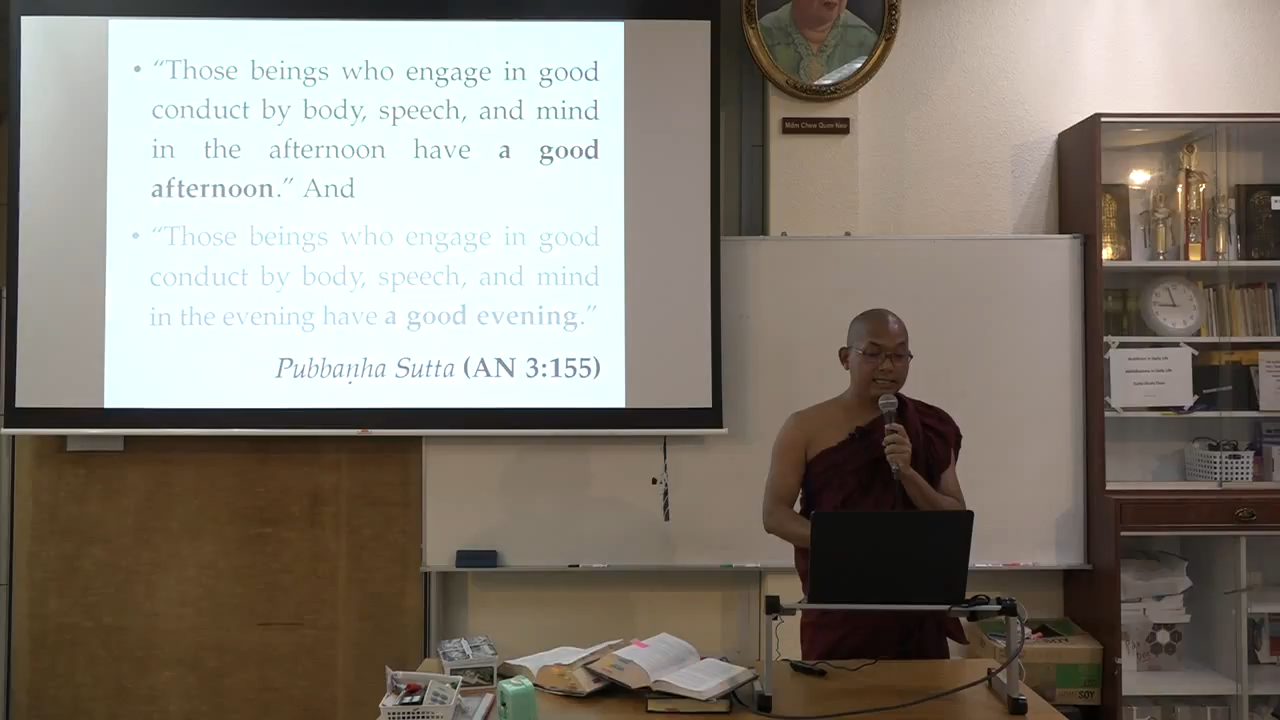 • “Those beings who engage in good
conduct by body, speech, and mind
in the afternoon have a good
afternoon.” And
• “Those beings who engage in good
conduct by body, speech, and mind
in the evening have a good evening.”
Pubbaṇha Sutta (AN 3:155)
SOY